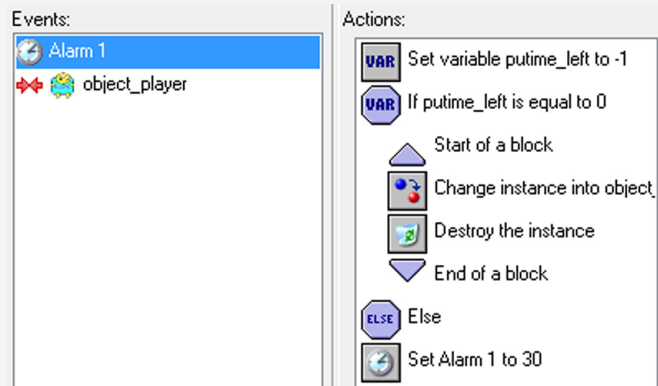 Events:
Alarm 1
object_player
Actions:
VAR Set variable putime_left to -1
VAR If putime_left is equal to 0
Start of a block
Change instance into object_
Destroy the instance
End of a block
ELSE Else
Set Alarm 1 to 30